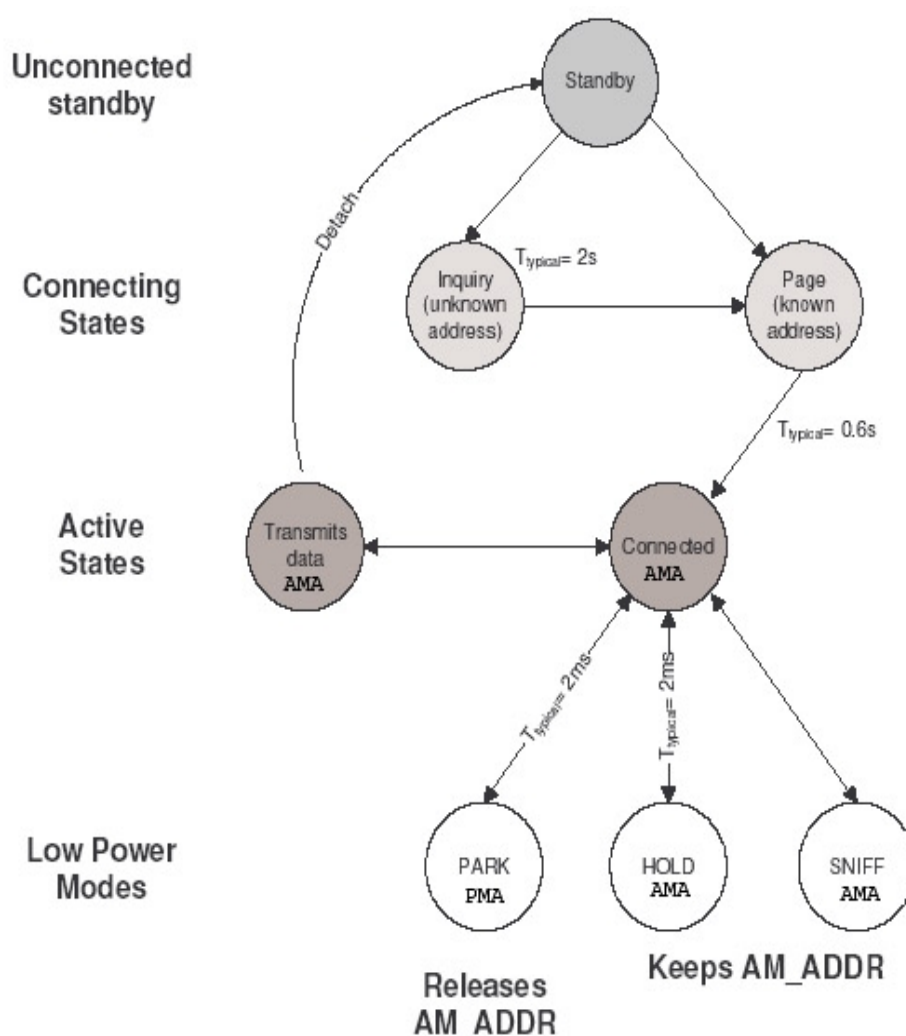 Unconnected
standby
Standby
Detach
Connecting
States
Inquiry
(unknown
address)
Ttypical= 2s
Page
(known
address)
Ttypical= 0.6s
Active
States
Transmits
data
AMA
Connected
AMA
Ttypical= 2ms
Ttypical= 2ms
Low Power
Modes
PARK
PMA
HOLD
AMA
SNIFF
AMA
Releases
AM_ADDR
Keeps AM_ADDR